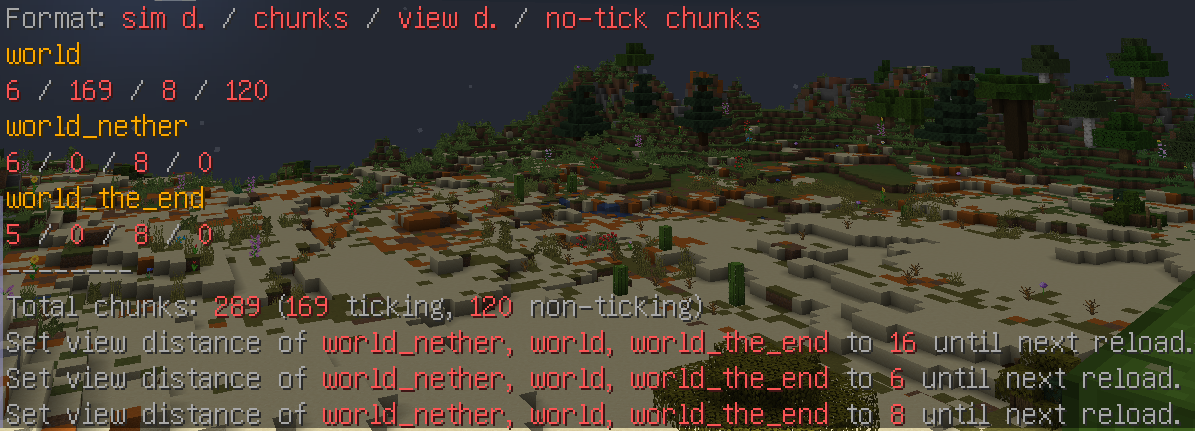 Format: sim d. / chunks / view d. / no-tick chunks
world
6 / 169 / 8 / 120
world_nether
6 / 0 / 8 / 0
world_the_end
5 / 0 / 8 / 0
---------
Total chunks: 289 (169 ticking, 120 non-ticking)
Set view distance of world_nether, world, world_the_end to 16 until next reload.
Set view distance of world_nether, world, world_the_end to 6 until next reload.
Set view distance of world_nether, world, world_the_end to 8 until next reload.